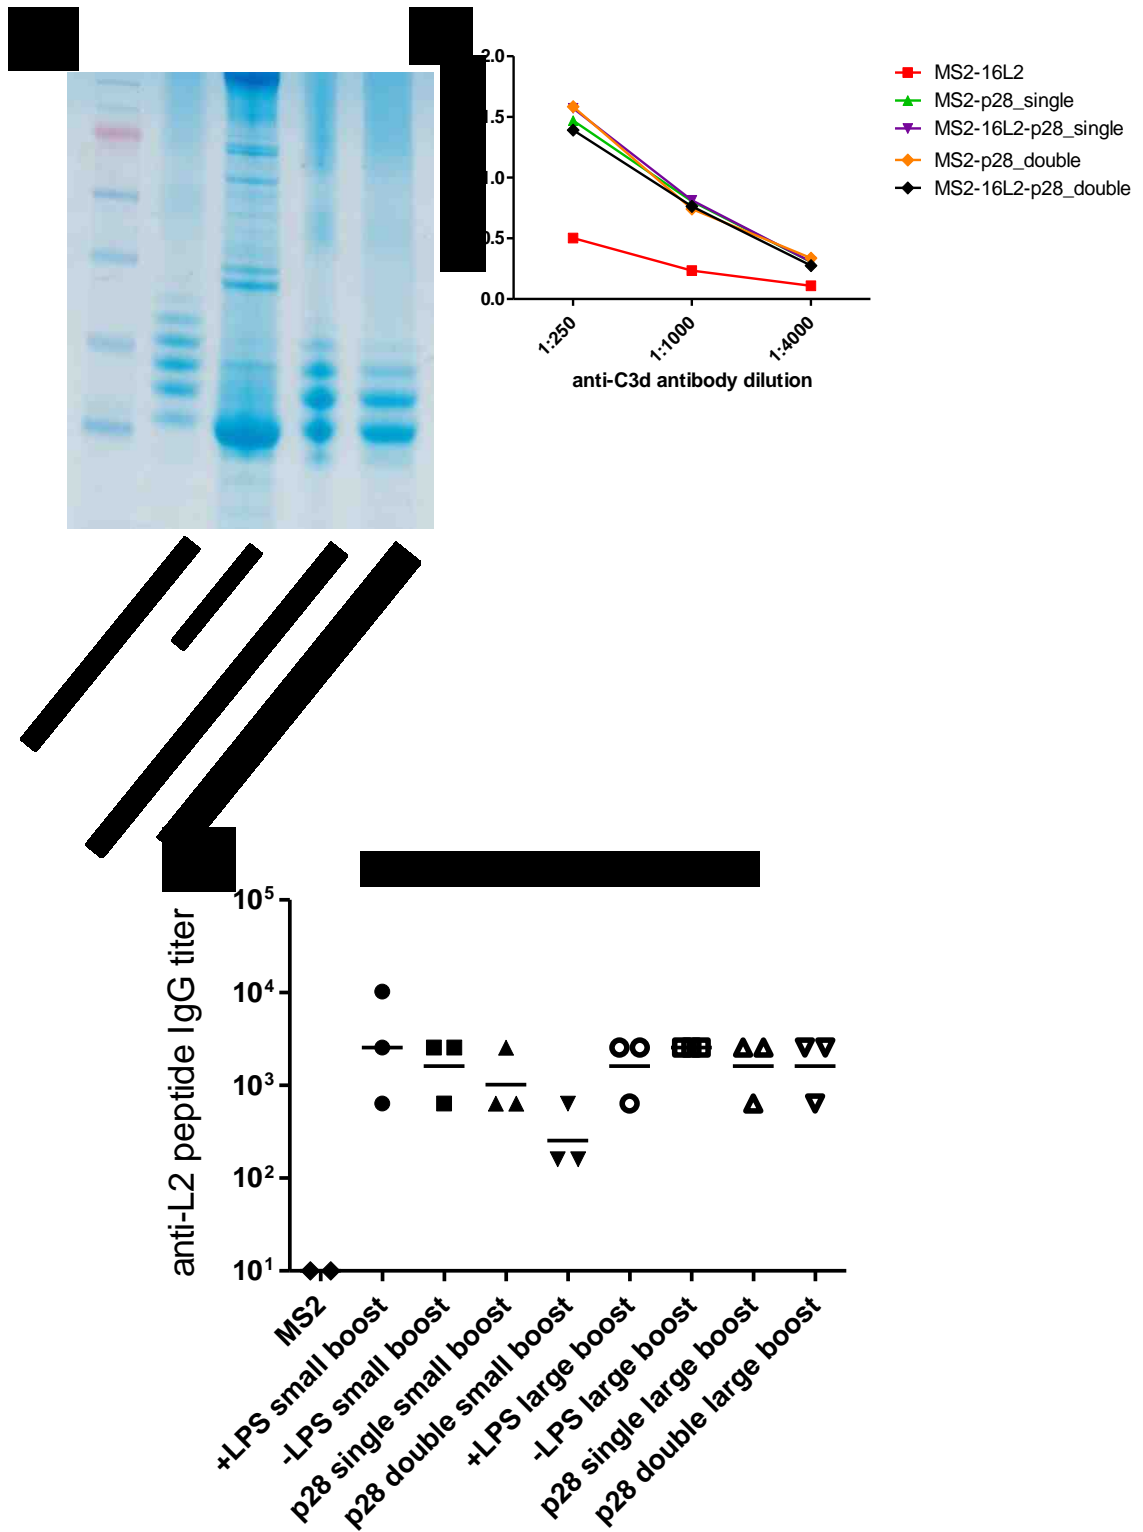 2.0
1.5
1.0
0.5
0.0
1:250
1:1000
1:4000
anti-C3d antibody dilution
MS2-16L2
MS2-p28_single
MS2-16L2-p28_single
MS2-p28_double
MS2-16L2-p28_double
anti-L2 peptide IgG titer
10⁵
10⁴
10³
10²
10¹
MS2
+LPS small boost
-LPS small boost
p28 single small boost
p28 double small boost
+LPS large boost
-LPS large boost
p28 single large boost
p28 double large boost